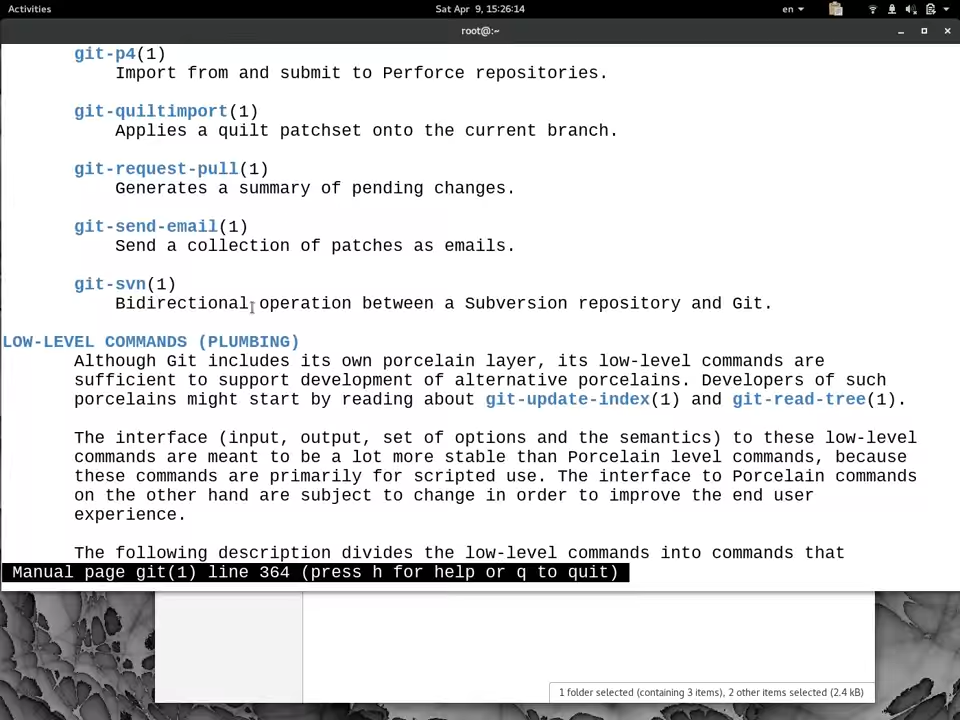 Activities
Sat Apr 9, 15:26:14
en
root@:~
git-p4(1)
Import from and submit to Perforce repositories.
git-quiltimport(1)
Applies a quilt patchset onto the current branch.
git-request-pull(1)
Generates a summary of pending changes.
git-send-email(1)
Send a collection of patches as emails.
git-svn(1)
Bidirectional operation between a Subversion repository and Git.
LOW-LEVEL COMMANDS (PLUMBING)
Although Git includes its own porcelain layer, its low-level commands are
sufficient to support development of alternative porcelains. Developers of such
porcelains might start by reading about git-update-index(1) and git-read-tree(1).
The interface (input, output, set of options and the semantics) to these low-level
commands are meant to be a lot more stable than Porcelain level commands, because
these commands are primarily for scripted use. The interface to Porcelain commands
on the other hand are subject to change in order to improve the end user
experience.
The following description divides the low-level commands into commands that
Manual page git(1) line 364 (press h for help or q to quit)
1 folder selected (containing 3 items), 2 other items selected (2.4 kB)